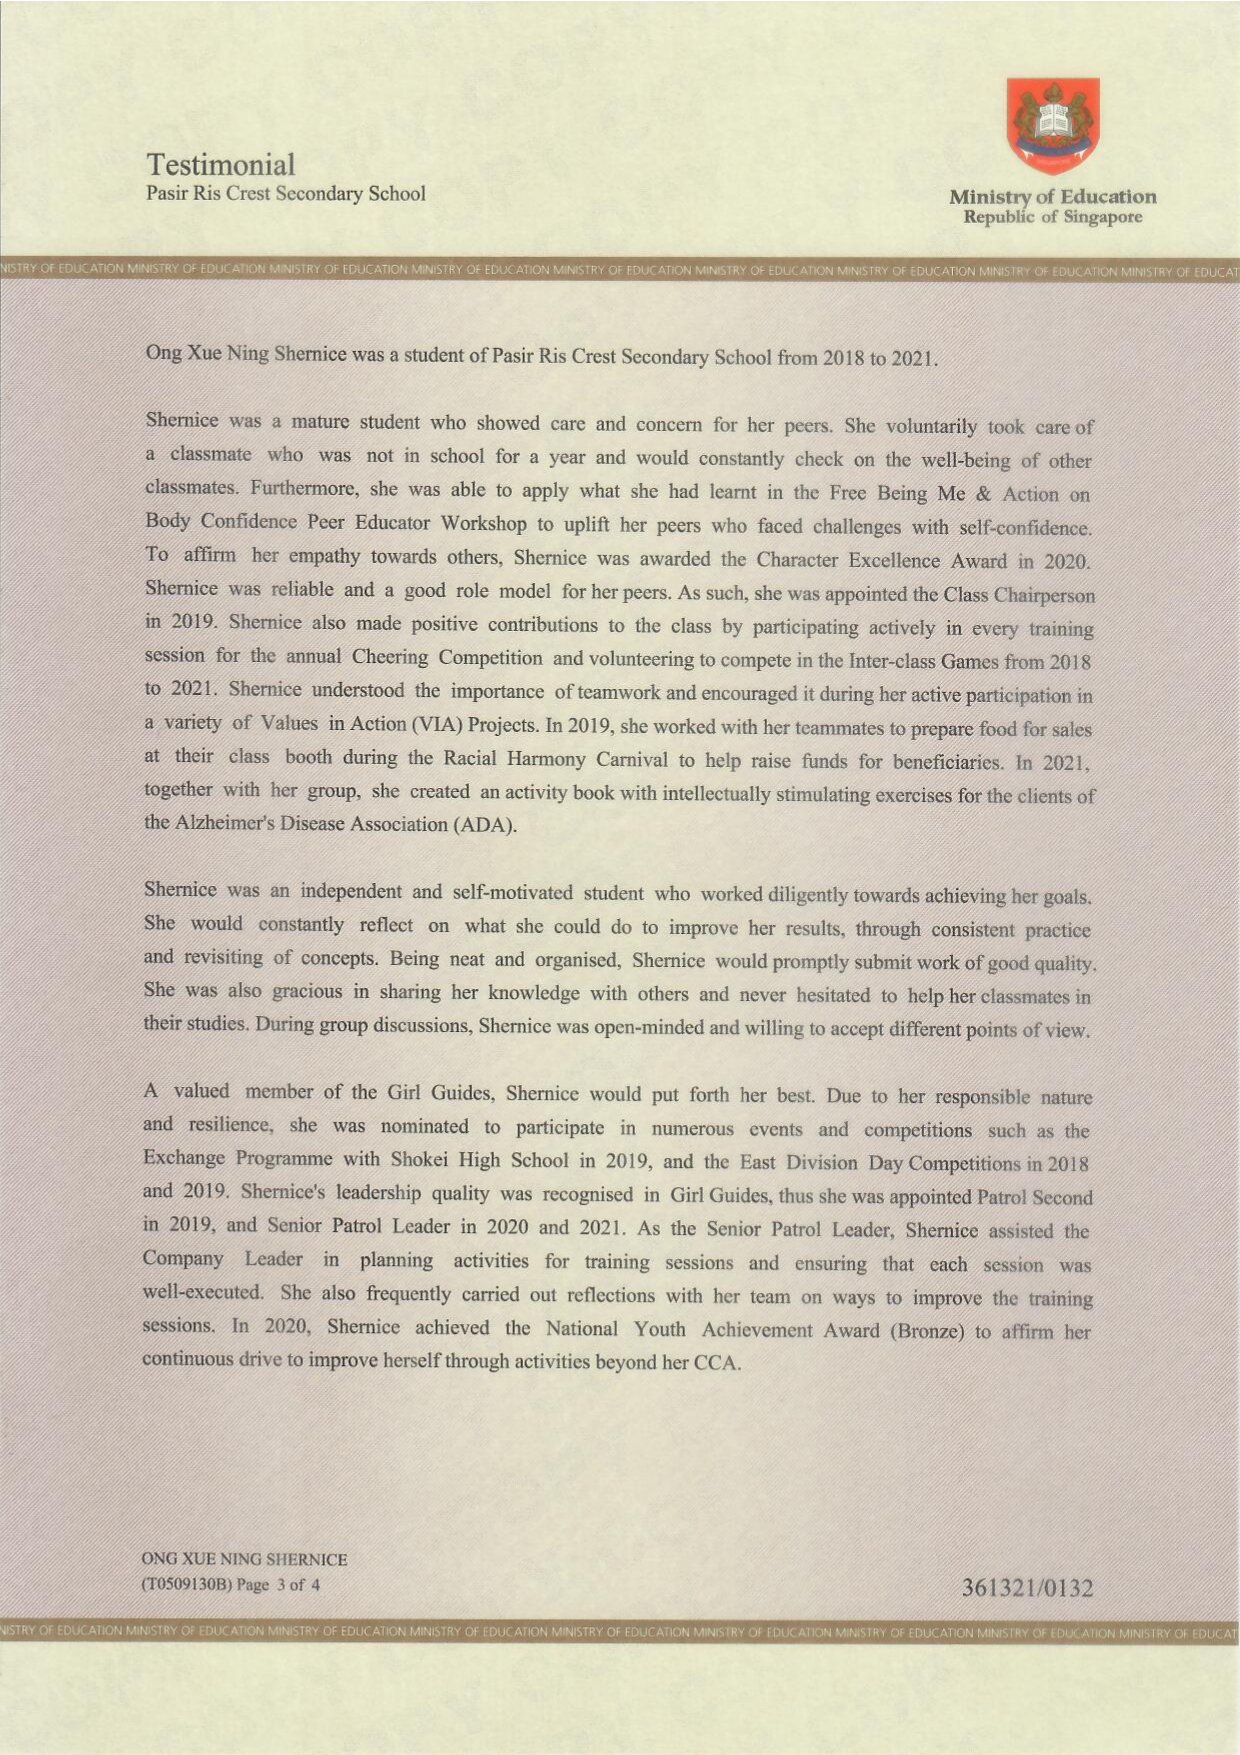 Testimonial
Pasir Ris Crest Secondary School
Ministry of Education
Republic of Singapore
NISTRY OF EDUCATION MINISTRY OF EDUCATION MINISTRY OF EDUCATION MINISTRY OF EDUCATION MINISTRY OF EDUCATION MINISTRY OF EDUCATION MINISTRY OF EDUCATION MINISTRY OF EDUCATION MINISTRY OF EDUCAT
Ong Xue Ning Shernice was a student of Pasir Ris Crest Secondary School from 2018 to 2021.
Shernice was a mature student who showed care and concern for her peers. She voluntarily took care of
a classmate who was not in school for a year and would constantly check on the well-being of other
classmates. Furthermore, she was able to apply what she had learnt in the Free Being Me & Action on
Body Confidence Peer Educator Workshop to uplift her peers who faced challenges with self-confidence.
To affirm her empathy towards others, Shernice was awarded the Character Excellence Award in 2020.
Shernice was reliable and a good role model for her peers. As such, she was appointed the Class Chairperson
in 2019. Shernice also made positive contributions to the class by participating actively in every training
session for the annual Cheering Competition and volunteering to compete in the Inter-class Games from 2018
to 2021. Shernice understood the importance of teamwork and encouraged it during her active participation in
a variety of Values in Action (VIA) Projects. In 2019, she worked with her teammates to prepare food for sales
at their class booth during the Racial Harmony Carnival to help raise funds for beneficiaries. In 2021,
together with her group, she created an activity book with intellectually stimulating exercises for the clients of
the Alzheimer's Disease Association (ADA).
Shernice was an independent and self-motivated student who worked diligently towards achieving her goals.
She would constantly reflect on what she could do to improve her results, through consistent practice
and revisiting of concepts. Being neat and organised, Shernice would promptly submit work of good quality.
She was also gracious in sharing her knowledge with others and never hesitated to help her classmates in
their studies. During group discussions, Shernice was open-minded and willing to accept different points of view.
A valued member of the Girl Guides, Shernice would put forth her best. Due to her responsible nature
and resilience, she was nominated to participate in numerous events and competitions such as the
Exchange Programme with Shokei High School in 2019, and the East Division Day Competitions in 2018
and 2019. Shernice's leadership quality was recognised in Girl Guides, thus she was appointed Patrol Second
in 2019, and Senior Patrol Leader in 2020 and 2021. As the Senior Patrol Leader, Shernice assisted the
Company Leader in planning activities for training sessions and ensuring that each session was
well-executed. She also frequently carried out reflections with her team on ways to improve the training
sessions. In 2020, Shernice achieved the National Youth Achievement Award (Bronze) to affirm her
continuous drive to improve herself through activities beyond her CCA.
ONG XUE NING SHERNICE
(T0509130B) Page 3 of 4
361321/0132
NISTRY OF EDUCATION MINISTRY OF EDUCATION MINISTRY OF EDUCATION MINISTRY OF EDUCATION MINISTRY OF EDUCATION MINISTRY OF EDUCATION MINISTRY OF EDUCATION MINISTRY OF EDUCATION MINISTRY OF EDUCAT